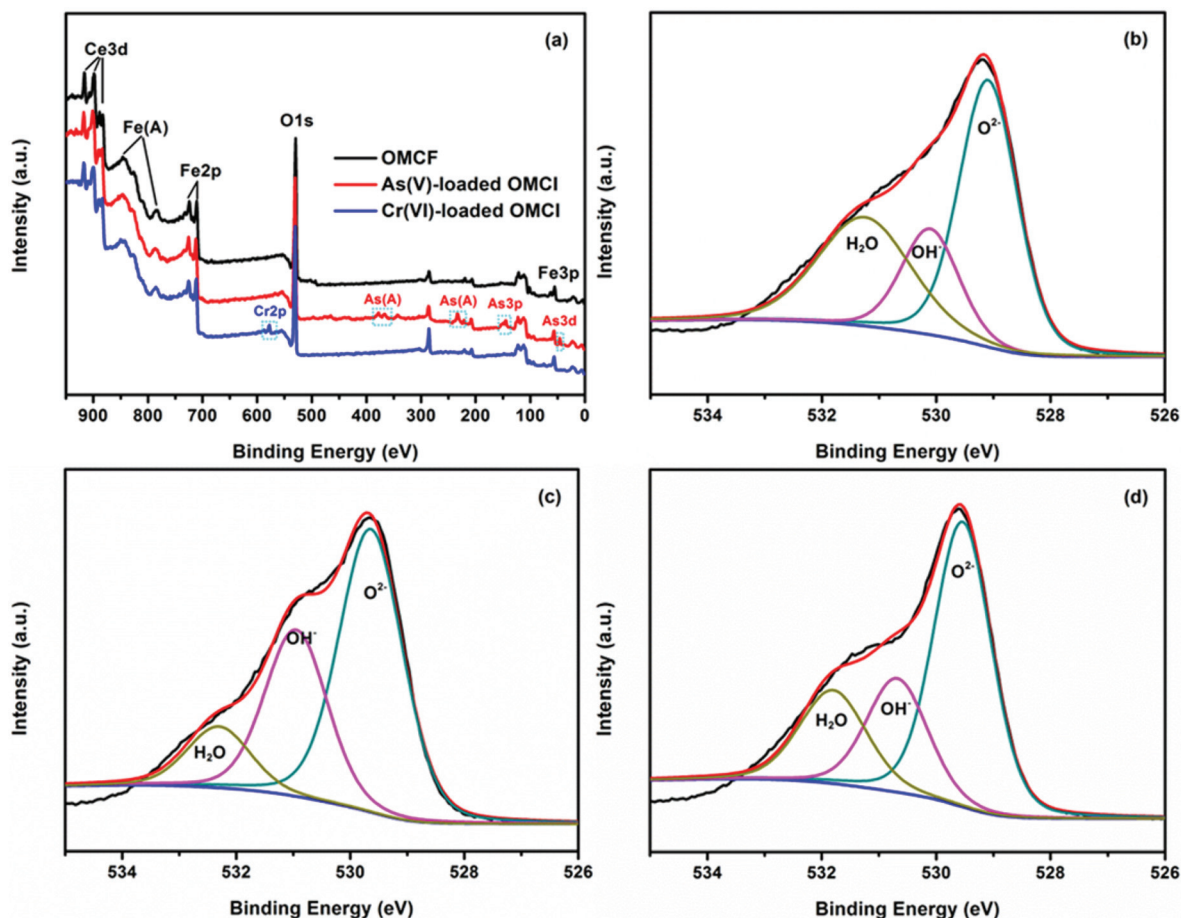 (a)
Ce3d
Fe(A)
Fe2p
O1s
OMCF
As(V)-loaded OMCI
Cr(VI)-loaded OMCI
Fe3p
As(A)
As(A)
As3p
As3d
Cr2p
Intensity (a.u.)
900 800 700 600 500 400 300 200 100 0
Binding Energy (eV)
(b)
O2-
H2O
OH-
Intensity (a.u.)
534 532 530 528 526
Binding Energy (eV)
(c)
O2-
OH-
H2O
Intensity (a.u.)
534 532 530 528 526
Binding Energy (eV)
(d)
O2-
H2O
OH-
Intensity (a.u.)
534 532 530 528 526
Binding Energy (eV)